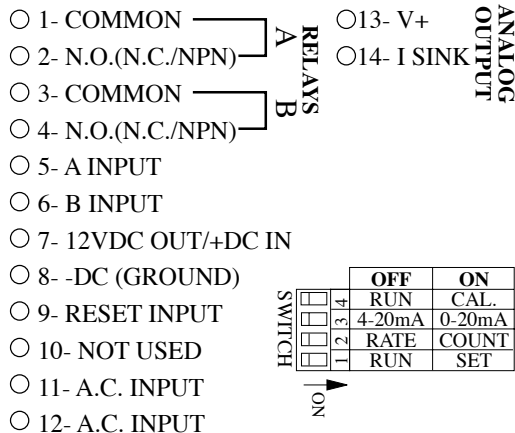 1- COMMON
2- N.O.(N.C./NPN)
A
3- COMMON
4- N.O.(N.C./NPN)
B
RELAYS
5- A INPUT
6- B INPUT
7- 12VDC OUT/+DC IN
8- -DC (GROUND)
9- RESET INPUT
10- NOT USED
11- A.C. INPUT
12- A.C. INPUT
13- V+
14- I SINK
ANALOG
OUTPUT
OFF ON
4 RUN CAL.
3 4-20mA 0-20mA
2 RATE COUNT
1 RUN SET
SWITCH
ON